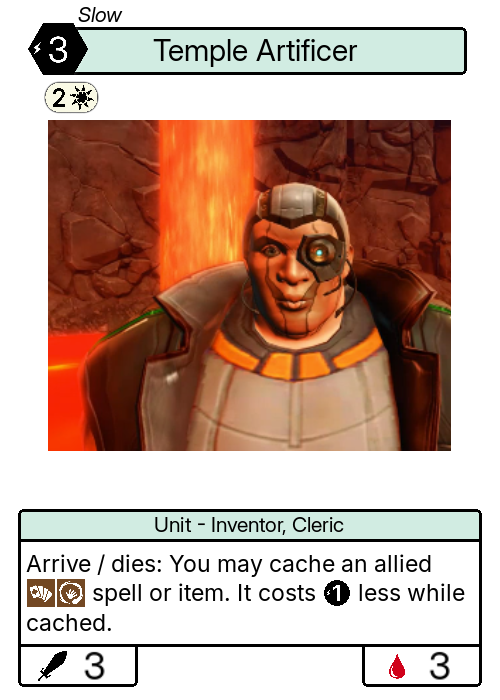 Slow
3 Temple Artificer
2
Unit - Inventor, Cleric
Arrive / dies: You may cache an allied
spell or item. It costs 1 less while
cached.
3 3